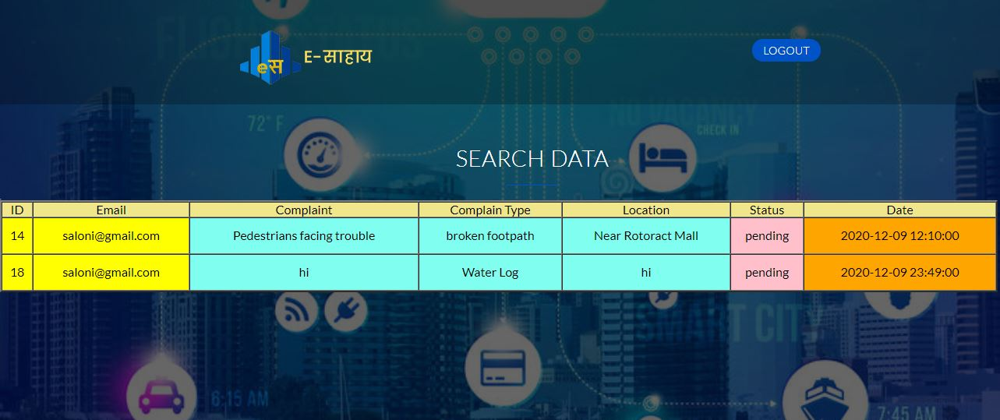 FLIGHT STATUS
eस E-साहाय
LOGOUT
72° F
NO VACANCY
CHECK IN
SEARCH DATA
ID Email Complaint Complain Type Location Status Date
14 saloni@gmail.com Pedestrians facing trouble broken footpath Near Rotoract Mall pending 2020-12-09 12:10:00
18 saloni@gmail.com hi Water Log hi pending 2020-12-09 23:49:00
SMART CITY
6:15 AM
7:45 AM